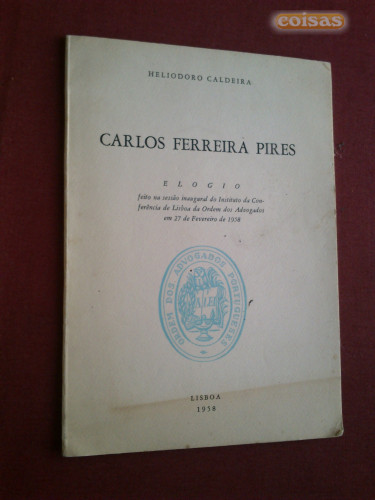 coisas
HELIODORO CALDEIRA
CARLOS FERREIRA PIRES
ELOGIO
feito na sessão inaugural do Instituto da Con-
ferência de Lisboa da Ordem dos Advogados
em 27 de Fevereiro de 1958
ORDEM DOS ADVOGADOS PORTUGUESES
LISBOA
1958